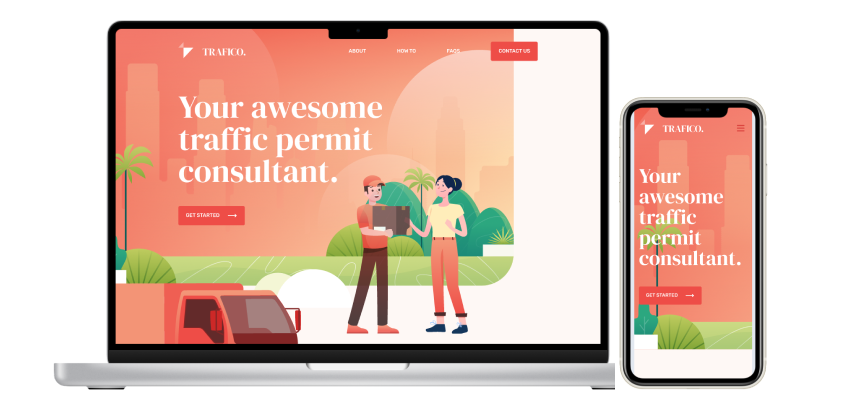 TRAFICO.
ABOUT
HOW TO
FAQS
CONTACT US
Your awesome
traffic permit
consultant.
GET STARTED
TRAFICO.
Your
awesome
traffic
permit
consultant.
GET STARTED